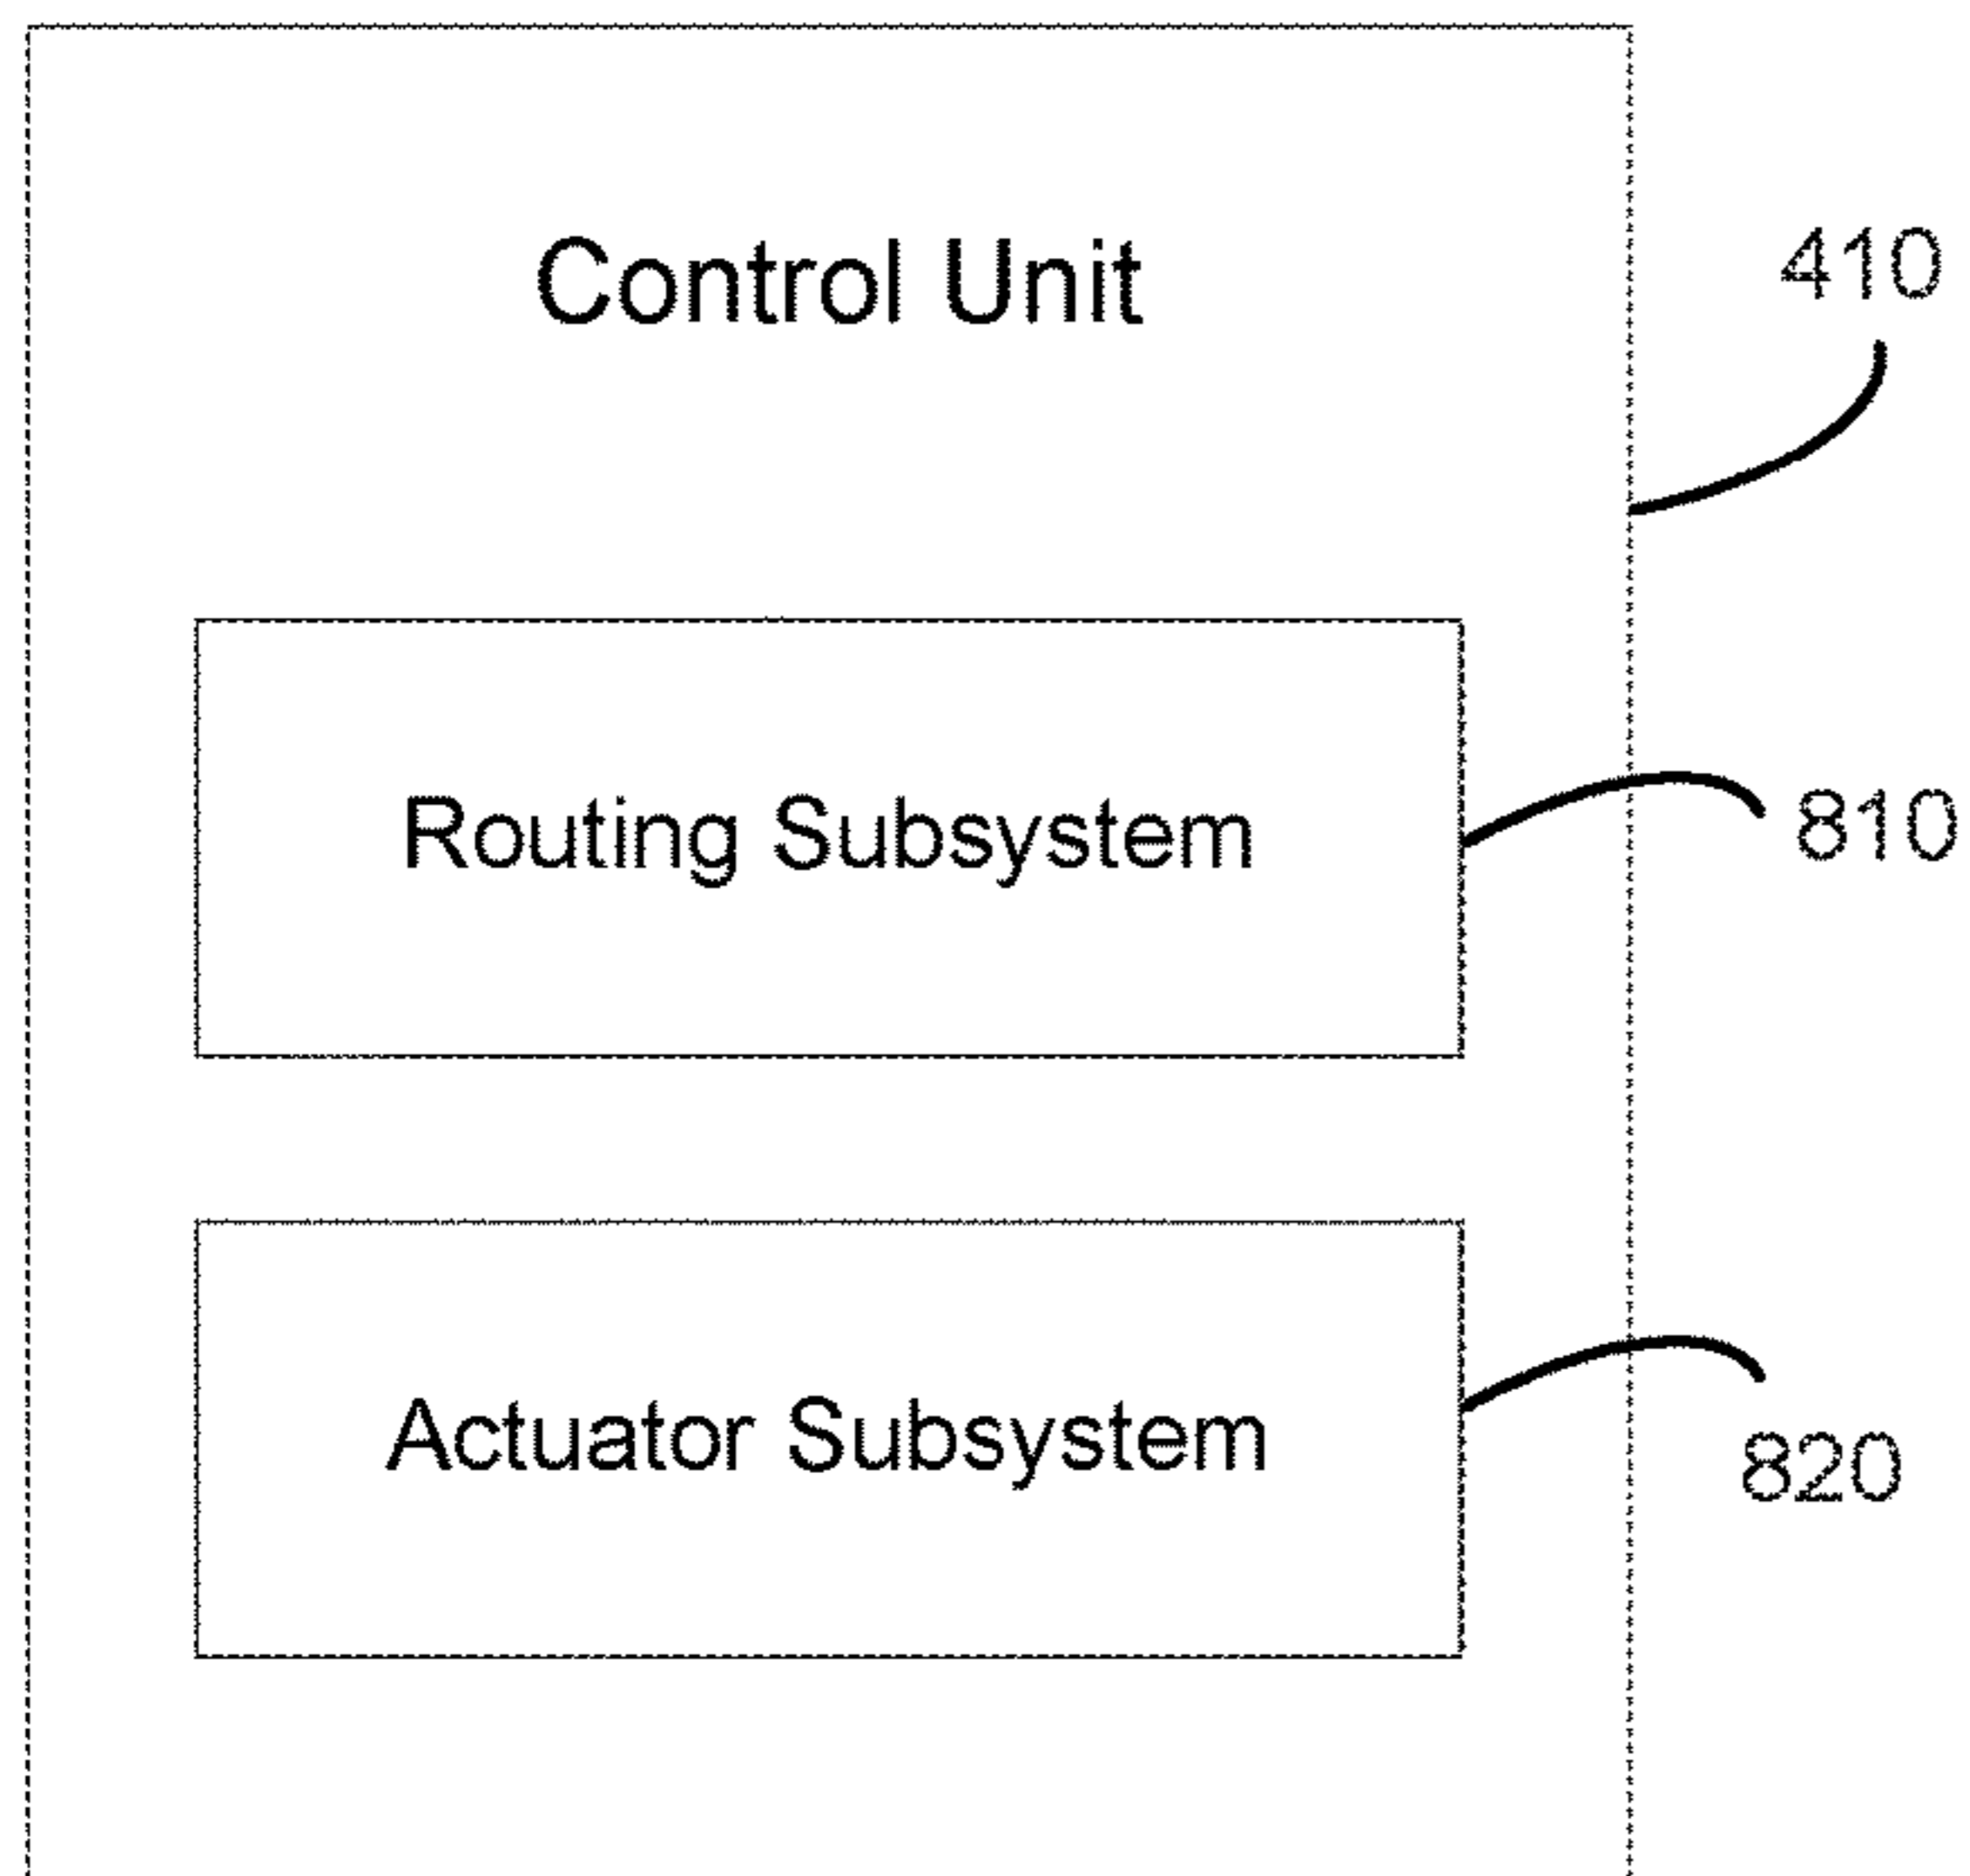 Control Unit
410
Routing Subsystem
810
Actuator Subsystem
820